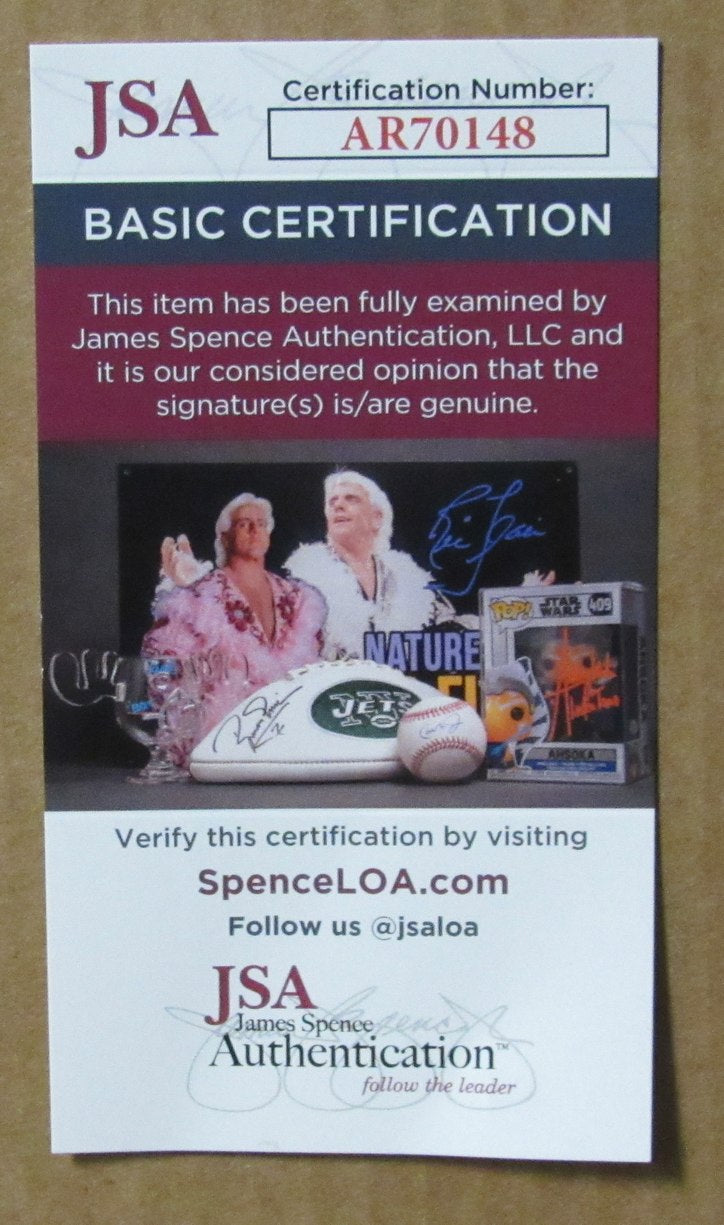 JSA
Certification Number:
AR70148
BASIC CERTIFICATION
This item has been fully examined by
James Spence Authentication, LLC and
it is our considered opinion that the
signature(s) is/are genuine.
NATURE
POP!
STAR
WARS
409
JETS
AHSOKA
Verify this certification by visiting
SpenceLOA.com
Follow us @jsaloa
JSA
James Spence
Authentication™
follow the leader